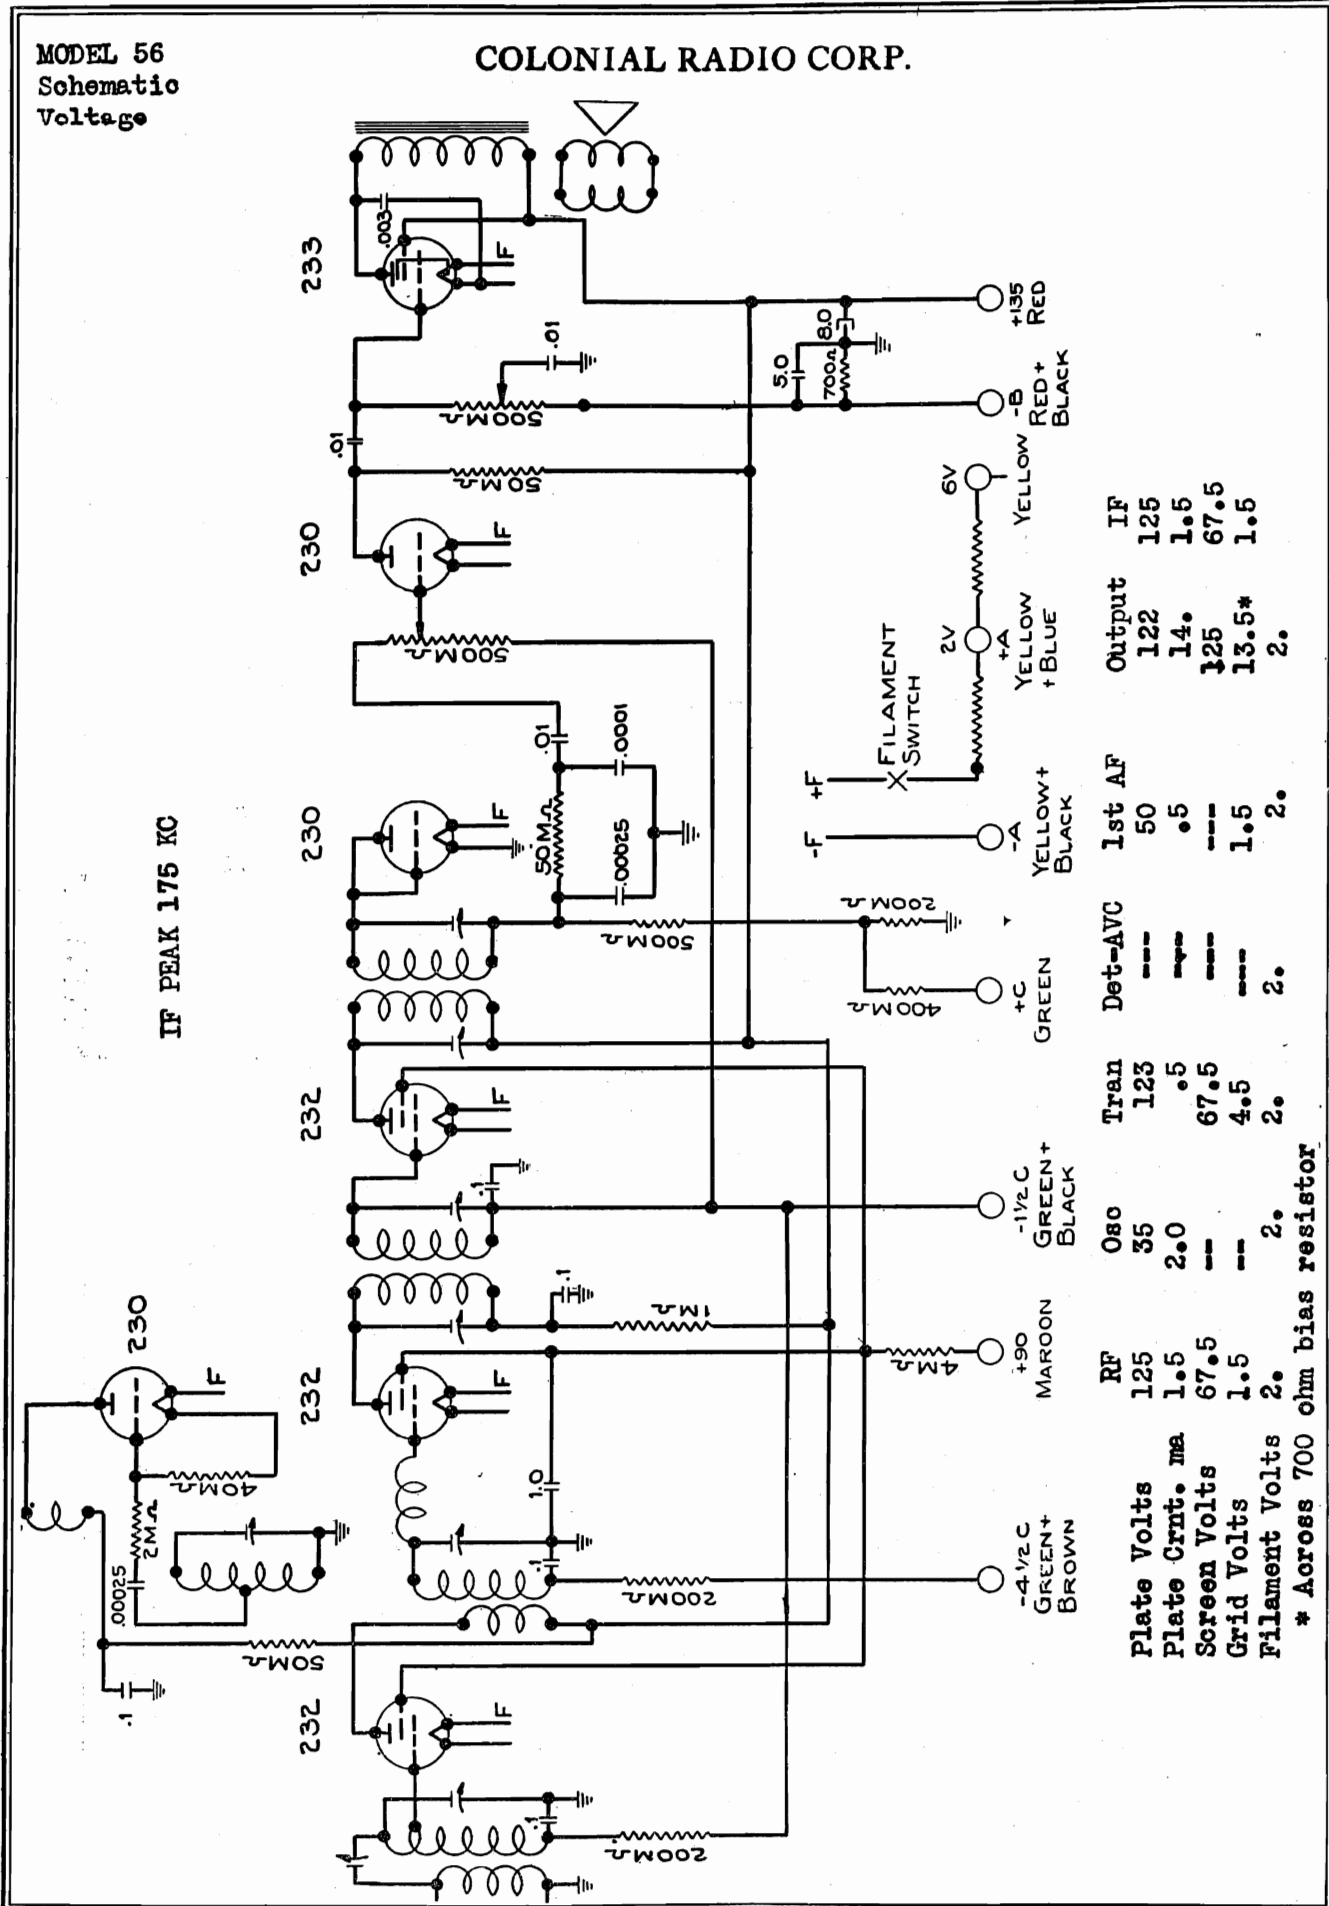 MODEL 56
Schematic
Voltage
COLONIAL RADIO CORP.
IF PEAK 175 KC
230
232
232
232
230
230
233
.1
.00025
2MΩ
40MΩ
F
50MΩ
F
.1
200MΩ
F
1.0
.1
200MΩ
.1
1MΩ
4MΩ
F
.1
F
50MΩ
.01
.00025
.0001
500MΩ
400MΩ
200MΩ
F
500MΩ
.01
50MΩ
500MΩ
.01
.003
F
5.0
8.0
700Ω
-F
+F
FILAMENT
SWITCH
2V
6V
-4½C
GREEN+
BROWN
+90
MAROON
-1½C
GREEN+
BLACK
+C
GREEN
-A
YELLOW+
BLACK
+A
YELLOW
+BLUE
YELLOW
-B
RED+
BLACK
+135
RED
RF Osc Tran Det-AVC 1st AF Output IF
Plate Volts 125 35 123 --- 50 122 125
Plate Crnt. ma 1.5 2.0 .5 --- .5 14. 1.5
Screen Volts 67.5 -- 67.5 --- --- 125 67.5
Grid Volts 1.5 -- 4.5 --- 1.5 13.5* 1.5
Filament Volts 2. 2. 2. 2. 2. 2.
* Across 700 ohm bias resistor